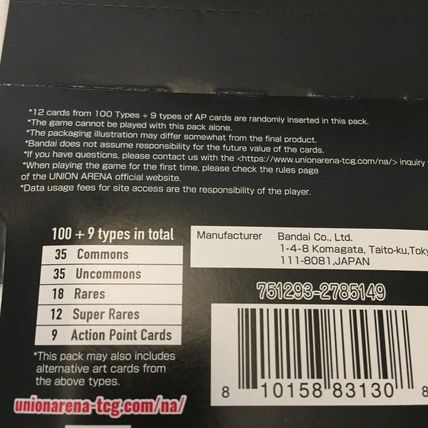 *12 cards from 100 Types + 9 types of AP cards are randomly inserted in this pack.
*The game cannot be played with this pack alone.
*The packaging illustration may differ somewhat from the final product.
*Bandai does not assume responsibility for the future value of the cards.
*If you have questions, please contact us with the <https://www.unionarena-tcg.com/na/> inquiry
*When playing the game for the first time, please check the rules page
of the UNION ARENA official website.
*Data usage fees for site access are the responsibility of the player.
100 + 9 types in total
35 Commons
35 Uncommons
18 Rares
12 Super Rares
9 Action Point Cards
*This pack may also includes
alternative art cards from
the above types.
unionarena-tcg.com/na/
Manufacturer
Bandai Co., Ltd.
1-4-8 Komagata, Taito-ku,Toky
111-8081,JAPAN
751293-2785149
8 10158 83130 8